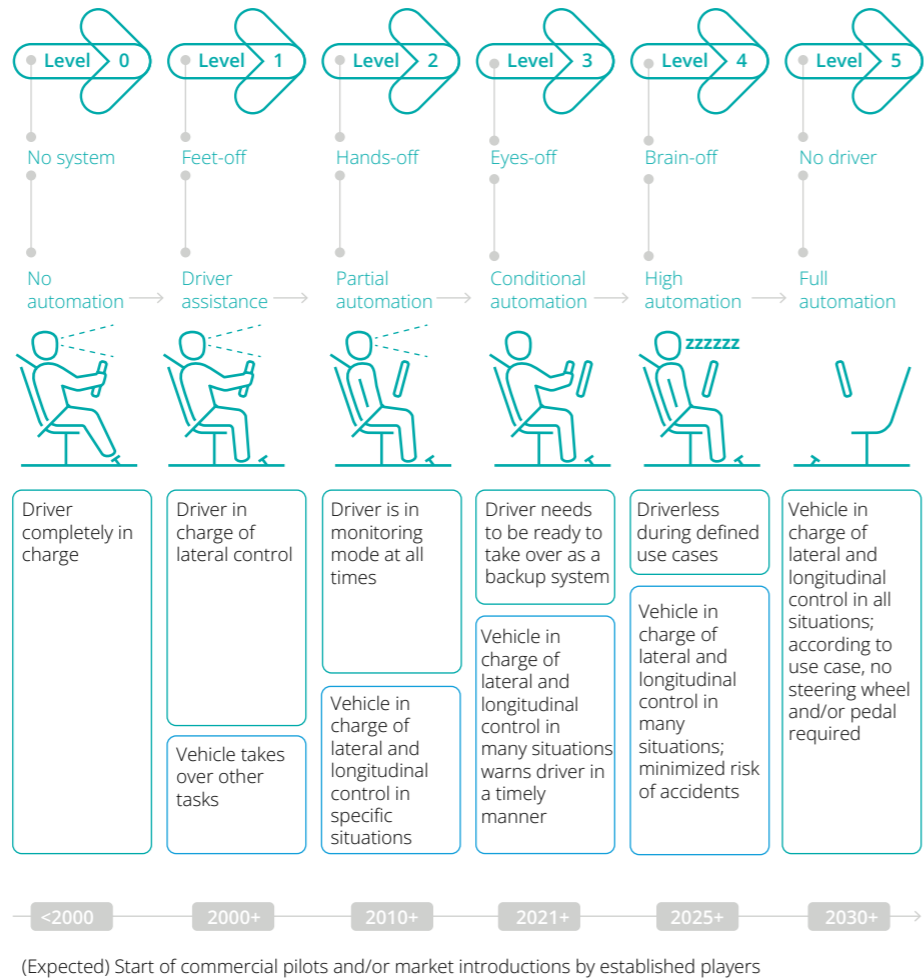 Level 0
Level 1
Level 2
Level 3
Level 4
Level 5
No system
Feet-off
Hands-off
Eyes-off
Brain-off
No driver
No
automation
Driver
assistance
Partial
automation
Conditional
automation
High
automation
Full
automation
zzzzzz
Driver
completely in
charge
Driver in
charge of
lateral control
Vehicle takes
over other
tasks
Driver is in
monitoring
mode at all
times
Vehicle in
charge of
lateral and
longitudinal
control in
specific
situations
Driver needs
to be ready to
take over as a
backup system
Vehicle in
charge of
lateral and
longitudinal
control in
many situations
warns driver in
a timely
manner
Driverless
during defined
use cases
Vehicle in
charge of
lateral and
longitudinal
control in
many
situations;
minimized risk
of accidents
Vehicle in
charge of
lateral and
longitudinal
control in all
situations;
according to
use case, no
steering wheel
and/or pedal
required
<2000
2000+
2010+
2021+
2025+
2030+
(Expected) Start of commercial pilots and/or market introductions by established players